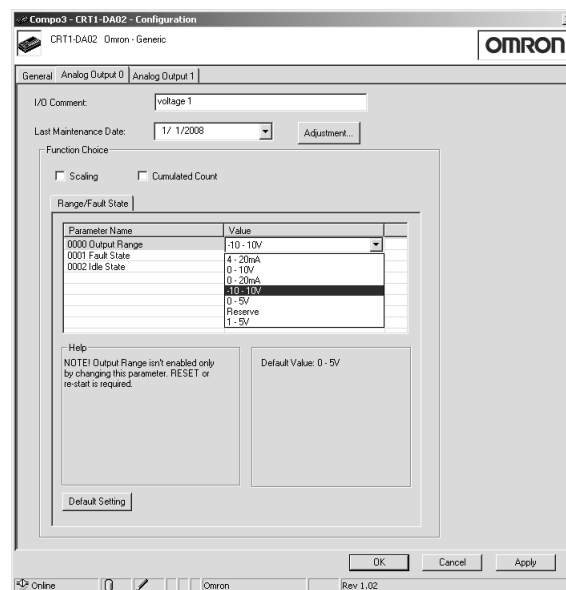 Compo3 - CRT1-DA02 - Configuration
CRT1-DA02 Omron - Generic
OMRON
General Analog Output 0 Analog Output 1
I/O Comment: voltage 1
Last Maintenance Date: 1/ 1/2008 Adjustment...
Function Choice
Scaling Cumulated Count
Range/Fault State
Parameter Name Value
0000 Output Range -10 - 10V
0001 Fault State
0002 Idle State
4 - 20mA
0 - 10V
0 - 20mA
-10 - 10V
0 - 5V
Reserve
1 - 5V
Help
NOTE! Output Range isn't enabled only
by changing this parameter. RESET or
re-start is required.
Default Value: 0 - 5V
Default Setting
OK Cancel Apply
Online Omron Rev 1.02